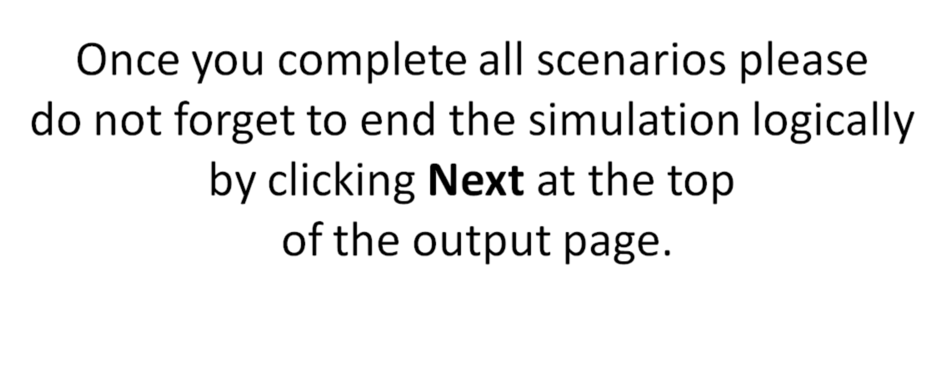 Once you complete all scenarios please
do not forget to end the simulation logically
by clicking Next at the top
of the output page.